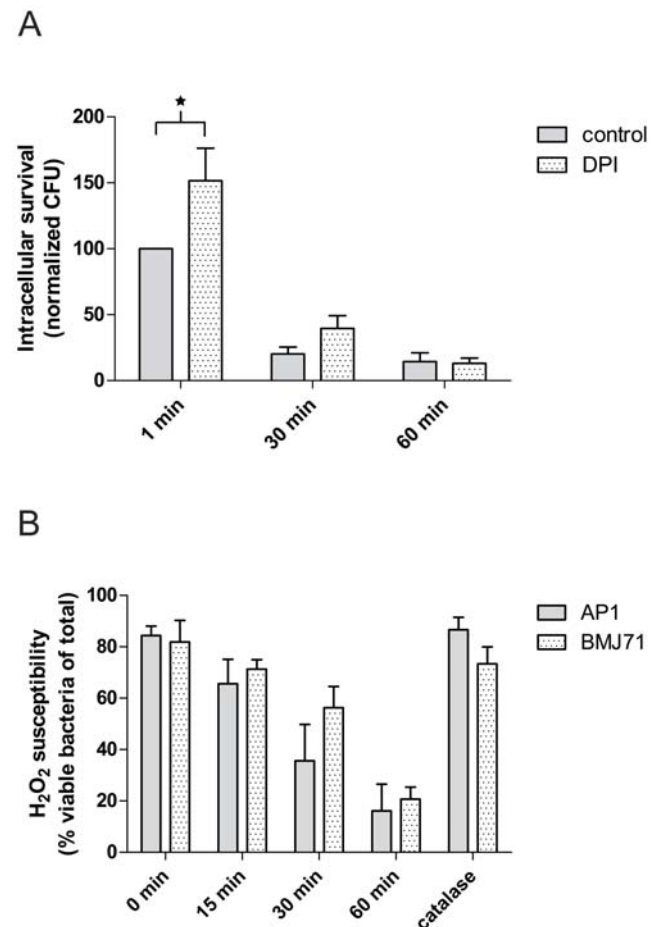 A
Intracellular survival
(normalized CFU)
200
150
100
50
0
★
control
DPI
1 min
30 min
60 min
B
H₂O₂ susceptibility
(% viable bacteria of total)
100
80
60
40
20
0
AP1
BMJ71
0 min
15 min
30 min
60 min
catalase